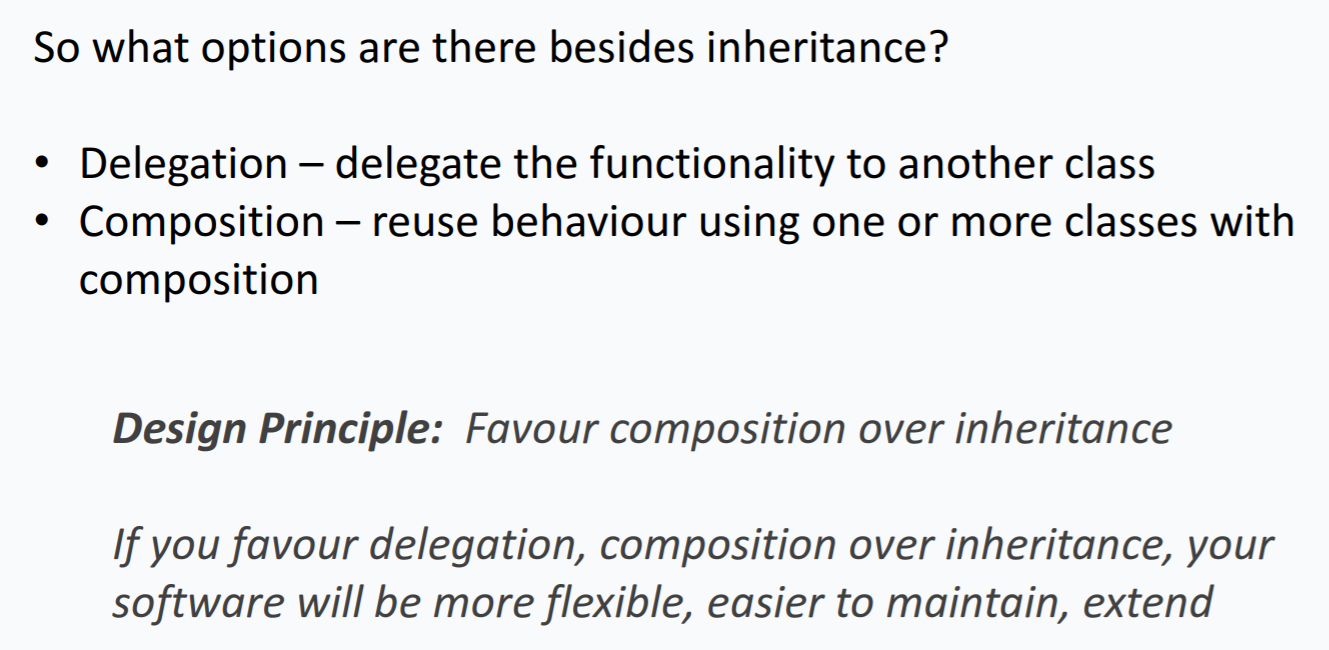 So what options are there besides inheritance?
• Delegation – delegate the functionality to another class
• Composition – reuse behaviour using one or more classes with
composition
Design Principle: Favour composition over inheritance
If you favour delegation, composition over inheritance, your
software will be more flexible, easier to maintain, extend